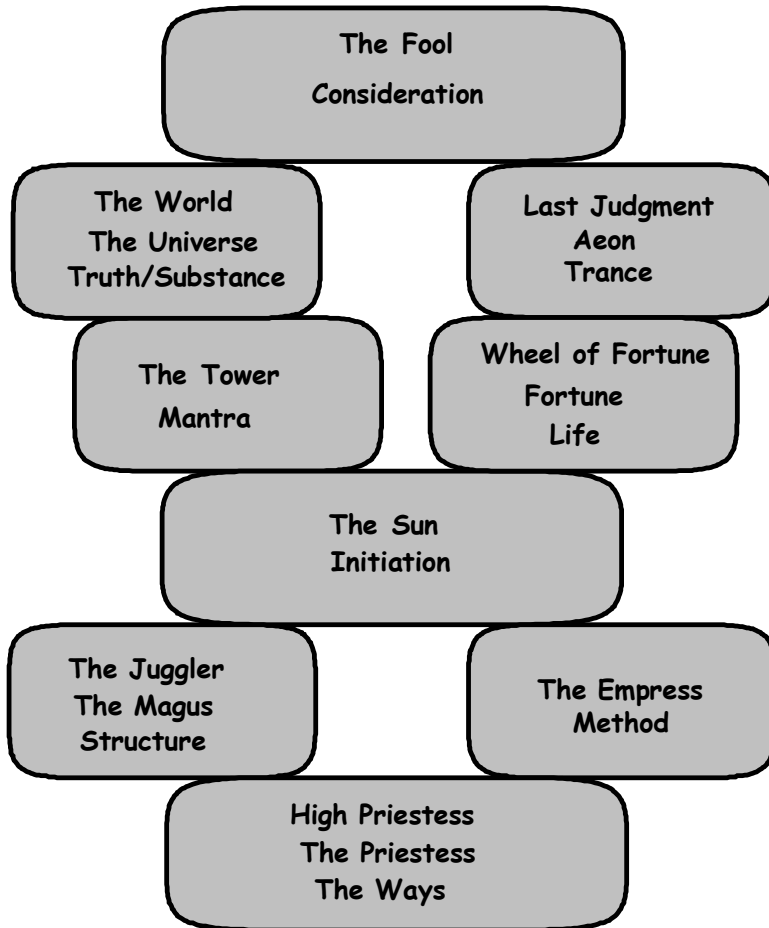 The Fool
Consideration
The World
The Universe
Truth/Substance
Last Judgment
Aeon
Trance
The Tower
Mantra
Wheel of Fortune
Fortune
Life
The Sun
Initiation
The Juggler
The Magus
Structure
The Empress
Method
High Priestess
The Priestess
The Ways